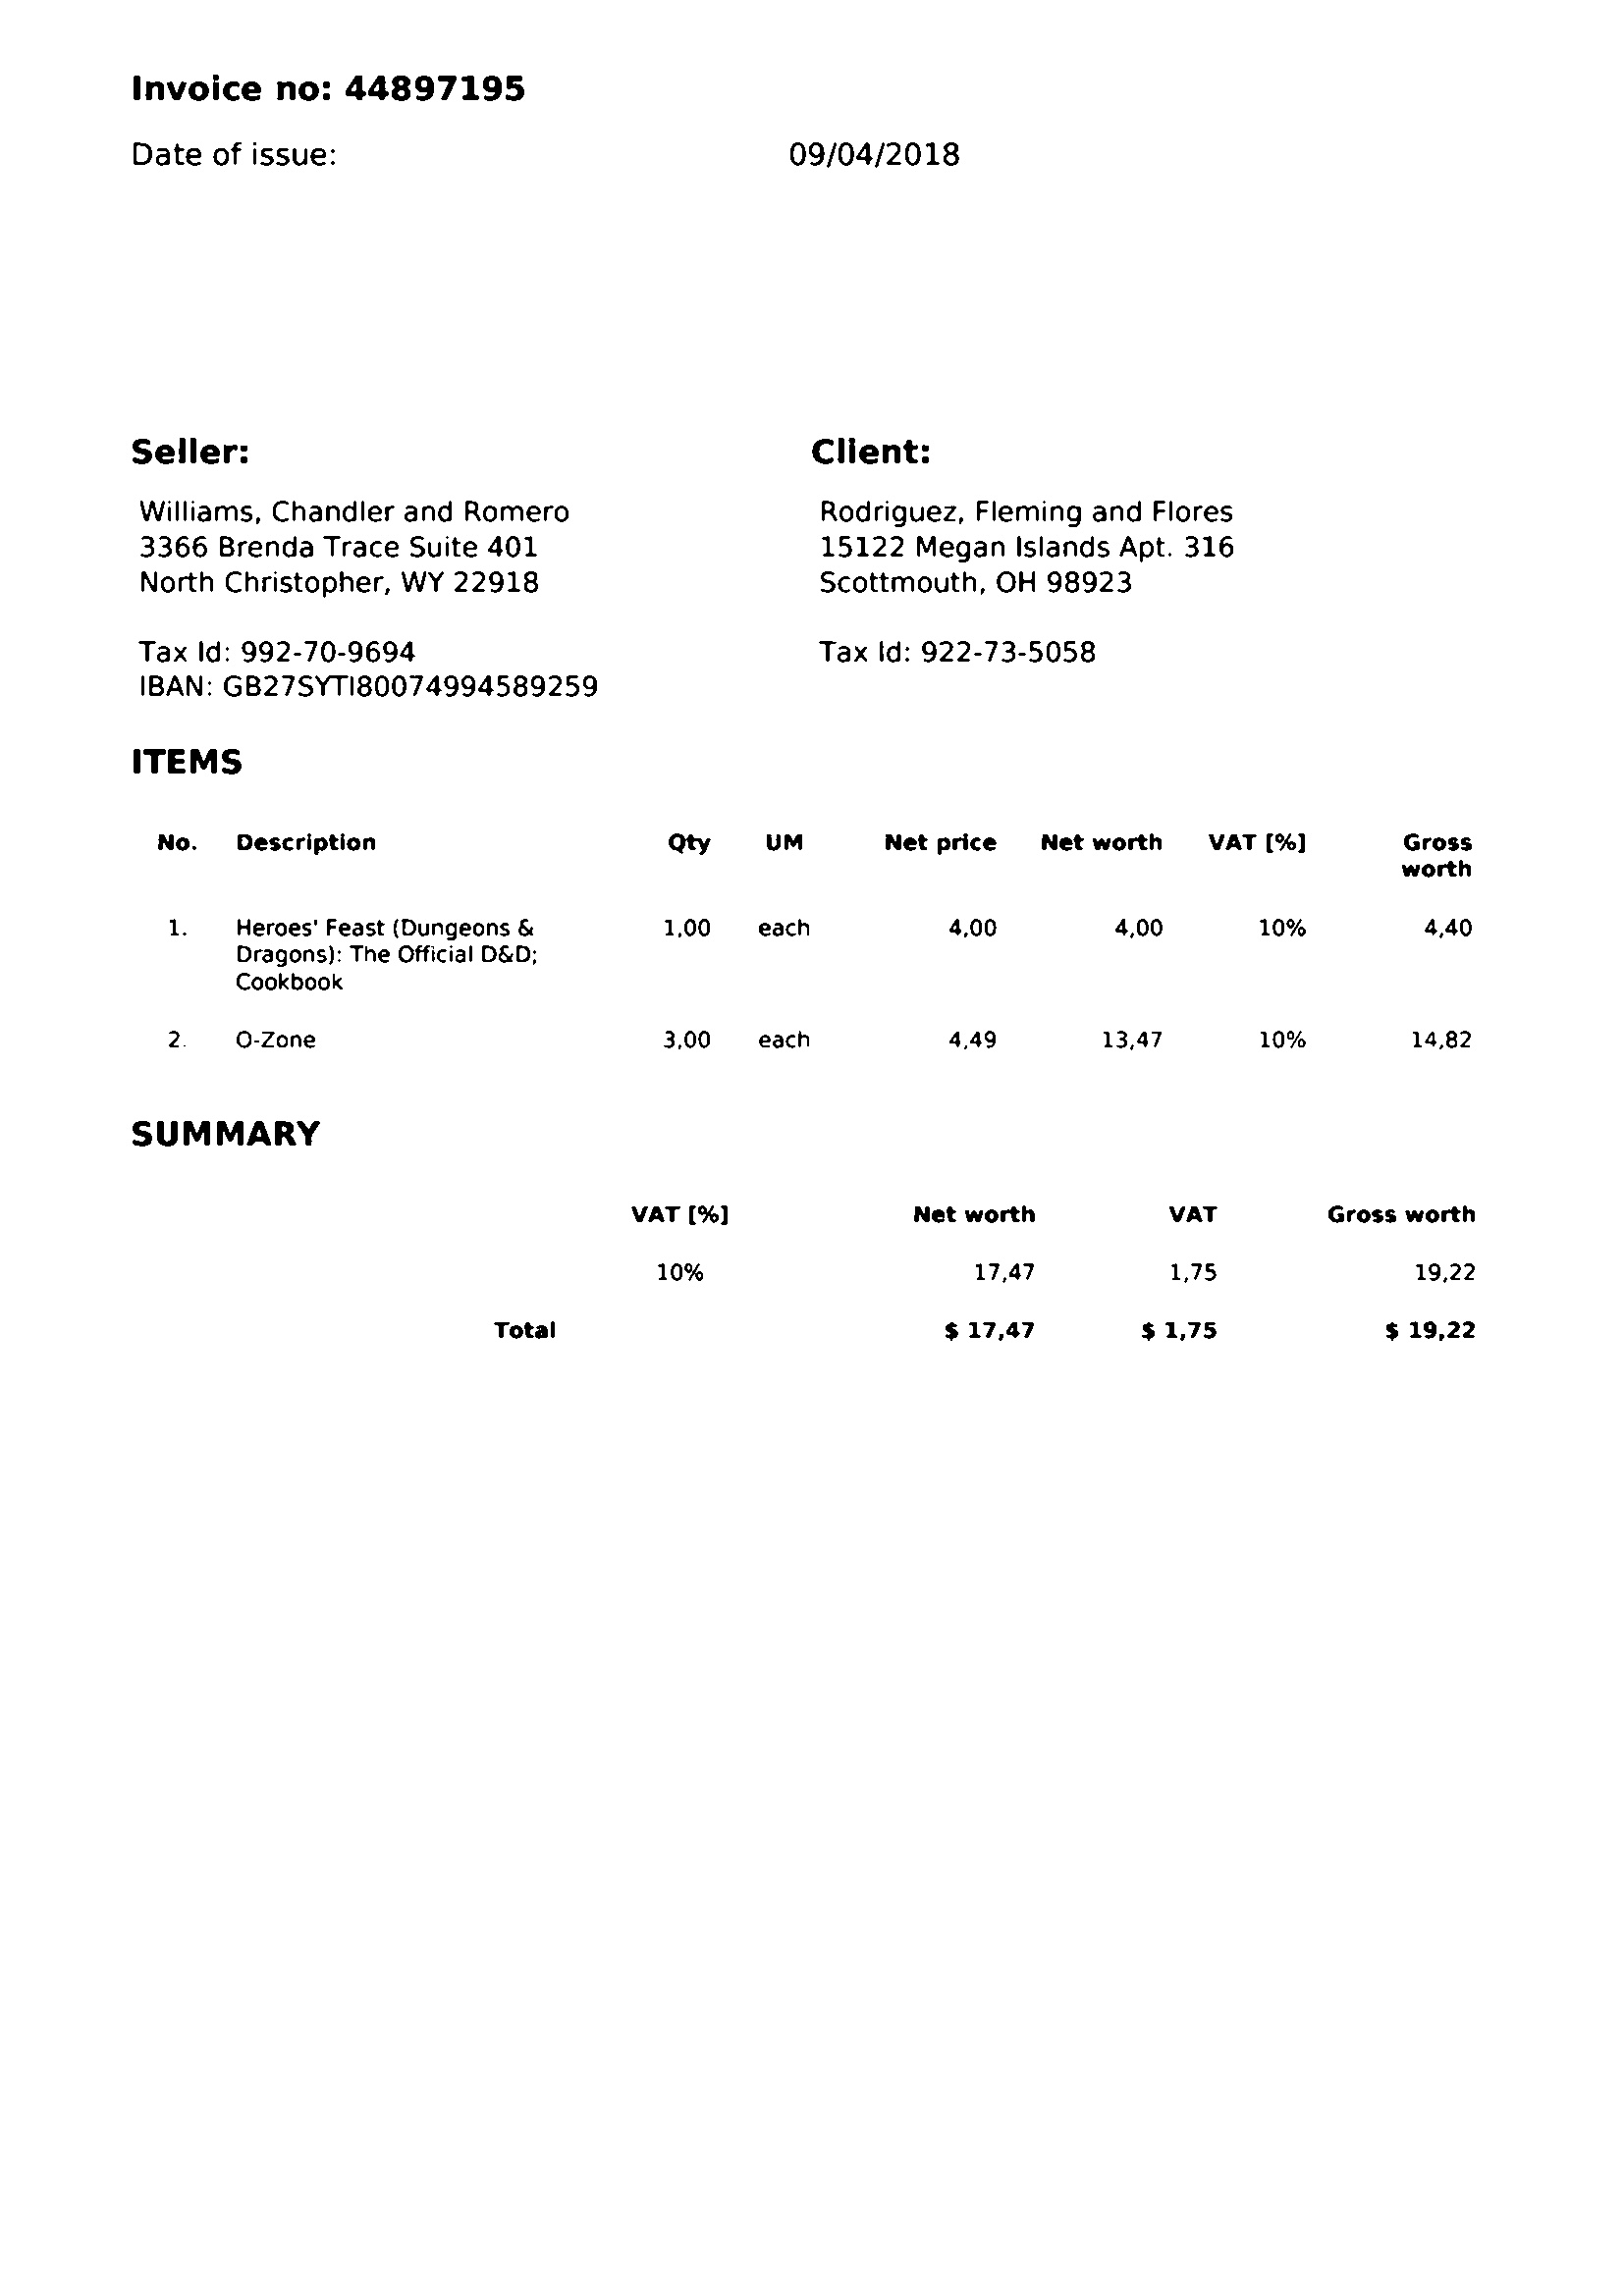 Invoice no: 44897195
Date of issue: 09/04/2018
Seller: Client:
Williams, Chandler and Romero Rodriguez, Fleming and Flores
3366 Brenda Trace Suite 401 15122 Megan Islands Apt. 316
North Christopher, WY 22918 Scottmouth, OH 98923
Tax Id: 992-70-9694 Tax Id: 922-73-5058
IBAN: GB27SYTI80074994589259
ITEMS
No. Description Qty UM Net price Net worth VAT [%] Gross
worth
1. Heroes' Feast (Dungeons & 1,00 each 4,00 4,00 10% 4,40
Dragons): The Official D&D;
Cookbook
2. O-Zone 3,00 each 4,49 13,47 10% 14,82
SUMMARY
VAT [%] Net worth VAT Gross worth
10% 17,47 1,75 19,22
Total $ 17,47 $ 1,75 $ 19,22